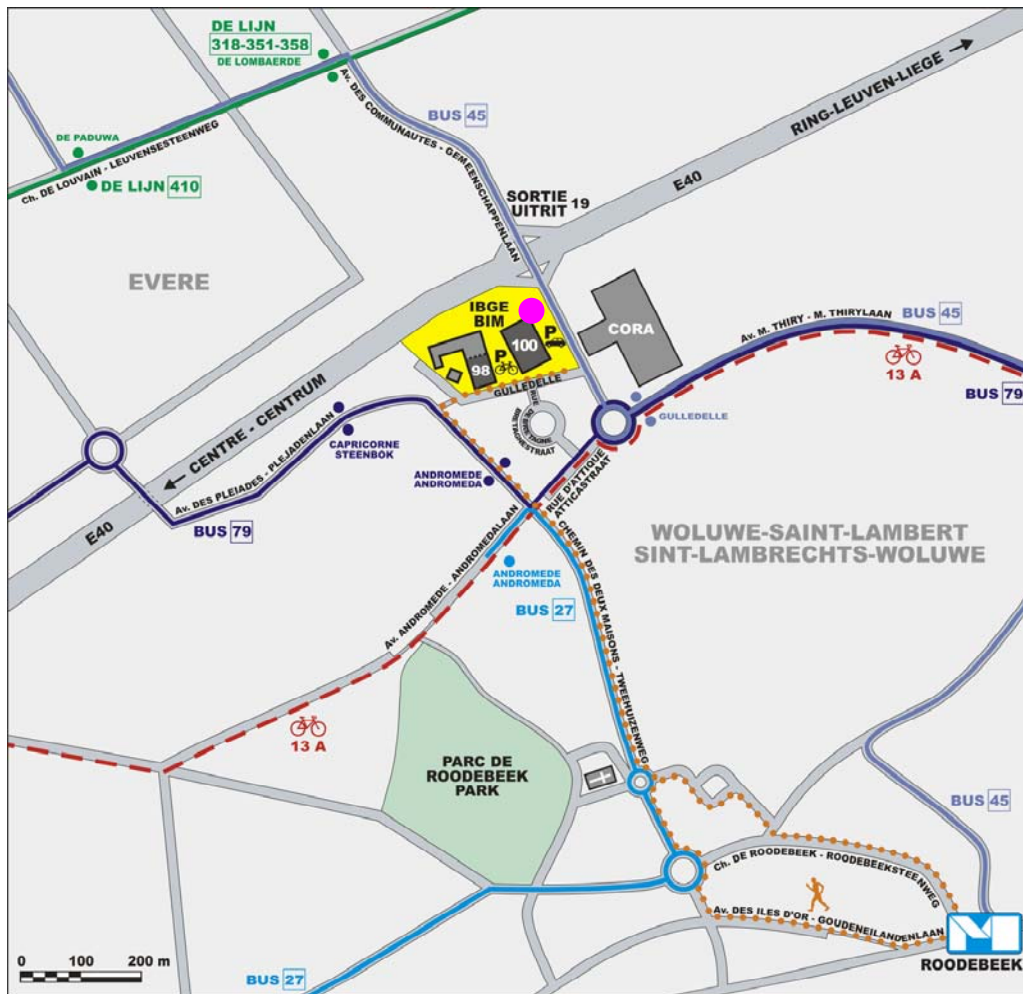 DE LIJN
318-351-358
DE LOMBAERDE
Av. DES COMMUNAUTES - GEMEENSCHAPPENLAAN
BUS 45
RING-LEUVEN-LIEGE
E40
DE PADUWA
Ch. DE LOUVAIN - LEUVENSESTEENWEG
DE LIJN 410
SORTIE
UITRIT 19
EVERE
IBGE
BIM
100
P
98
P
GULLEDELLE
CORA
Av. M. THIRY - M. THIRYLAAN
BUS 45
13 A
BUS 79
GULLEDELLE
RUE
DE BRETAGNE
BRETAGNESTRAAT
CENTRE - CENTRUM
E40
CAPRICORNE
STEENBOK
Av. DES PLEIADES - PLEJADENLAAN
BUS 79
ANDROMEDE
ANDROMEDA
RUE D'ATTIQUE
ATTICASTRAAT
WOLUWE-SAINT-LAMBERT
SINT-LAMBRECHTS-WOLUWE
Av. ANDROMEDE - ANDROMEDALAAN
ANDROMEDE
ANDROMEDA
BUS 27
CHEMIN DES DEUX MAISONS - TWEEHUIZENWEG
13 A
PARC DE
ROODEBEEK
PARK
BUS 45
Ch. DE ROODEBEEK - ROODEBEEKSTEENWEG
Av. DES ILES D'OR - GOUDENEILANDENLAAN
M
ROODEBEEK
0 100 200 m
BUS 27